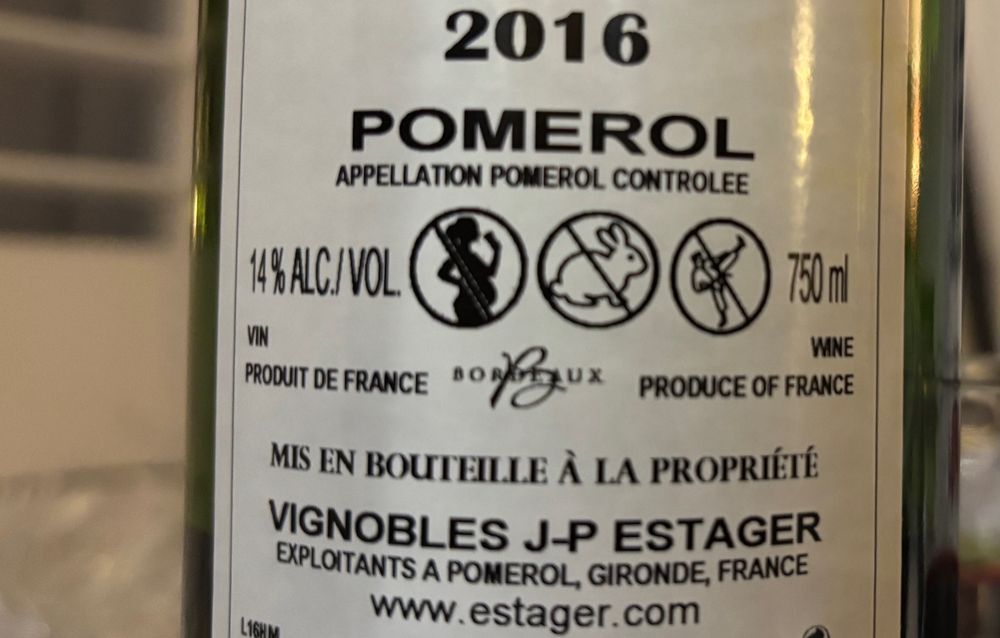 2016
POMEROL
APPELLATION POMEROL CONTROLEE
14 % ALC./VOL. 750 ml
VIN
WINE
PRODUIT DE FRANCE BORDEAUX PRODUCE OF FRANCE
MIS EN BOUTEILLE À LA PROPRIÉTÉ
VIGNOBLES J-P ESTAGER
EXPLOITANTS A POMEROL, GIRONDE, FRANCE
www.estager.com